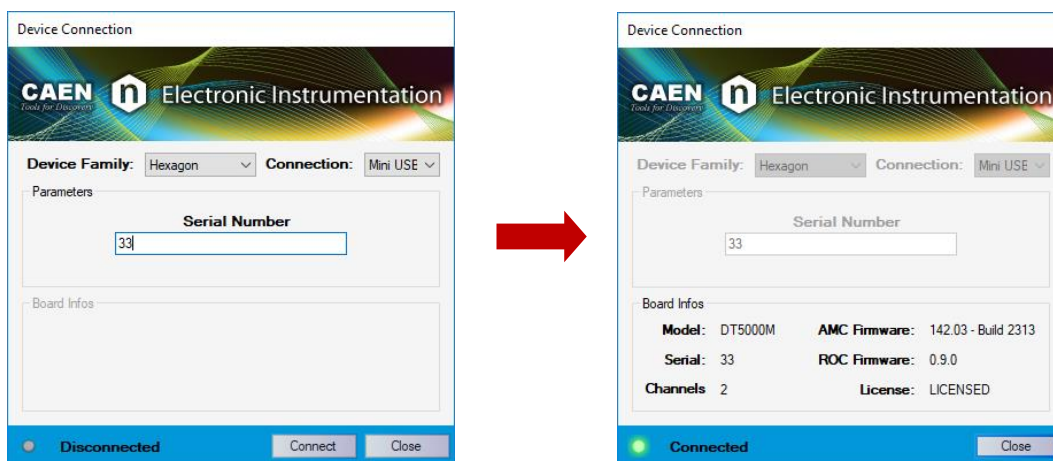 Device Connection
CAEN
Tools for Discovery
n
Electronic Instrumentation
Device Family: Hexagon Connection: Mini USE
Parameters
Serial Number
33
Board Infos
Disconnected Connect Close
Device Connection
CAEN
Tools for Discovery
n
Electronic Instrumentation
Device Family: Hexagon Connection: Mini USE
Parameters
Serial Number
33
Board Infos
Model: DT5000M AMC Firmware: 142.03 - Build 2313
Serial: 33 ROC Firmware: 0.9.0
Channels 2 License: LICENSED
Connected Close